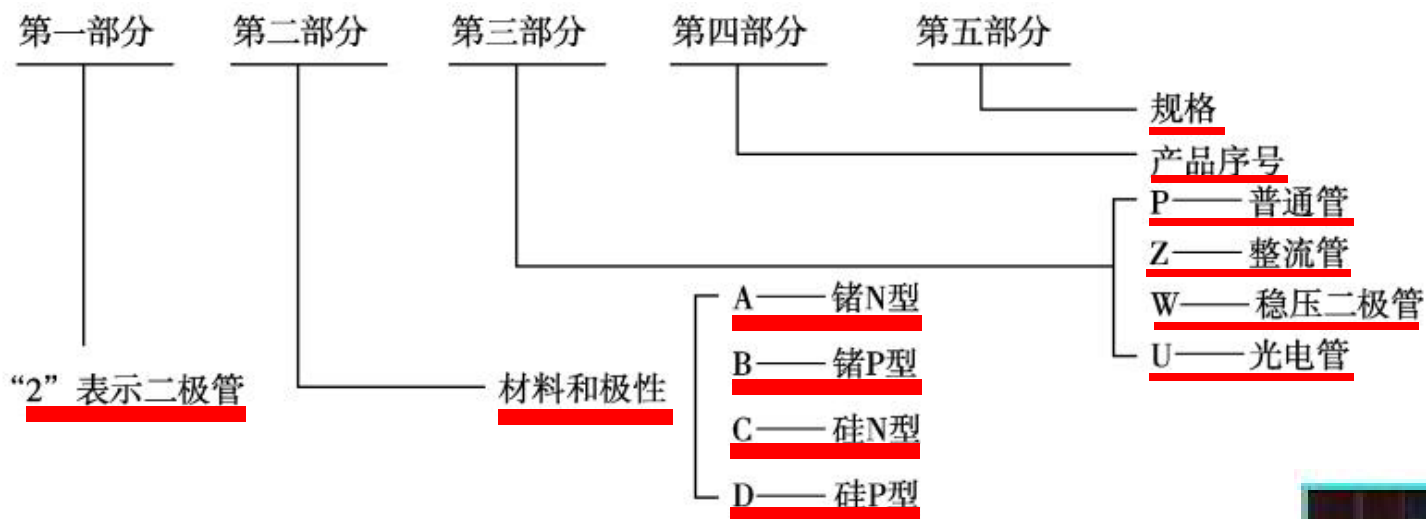 第一部分 第二部分 第三部分 第四部分 第五部分
规格
产品序号
P——普通管
Z——整流管
W——稳压二极管
U——光电管
“2”表示二极管
材料和极性
A——锗N型
B——锗P型
C——硅N型
D——硅P型